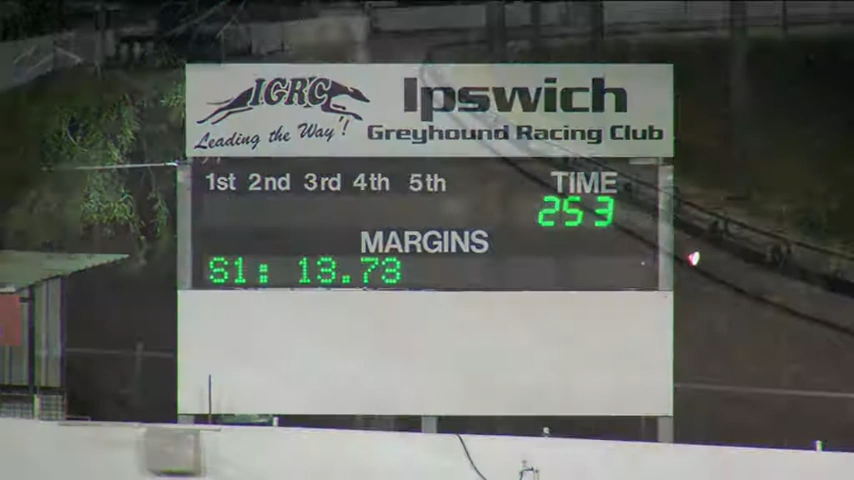 IGRC
Leading the Way'!
Ipswich
Greyhound Racing Club
1st 2nd 3rd 4th 5th TIME
253
MARGINS
S1: 13.73